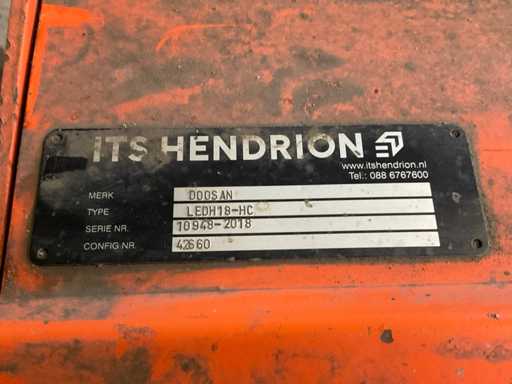 ITS HENDRION
www.itshendrion.nl
Tel.: 088 6767600
MERK DOOSAN
TYPE LEDH18-HC
SERIE NR. 10948-2018
CONFIG.NR. 42660